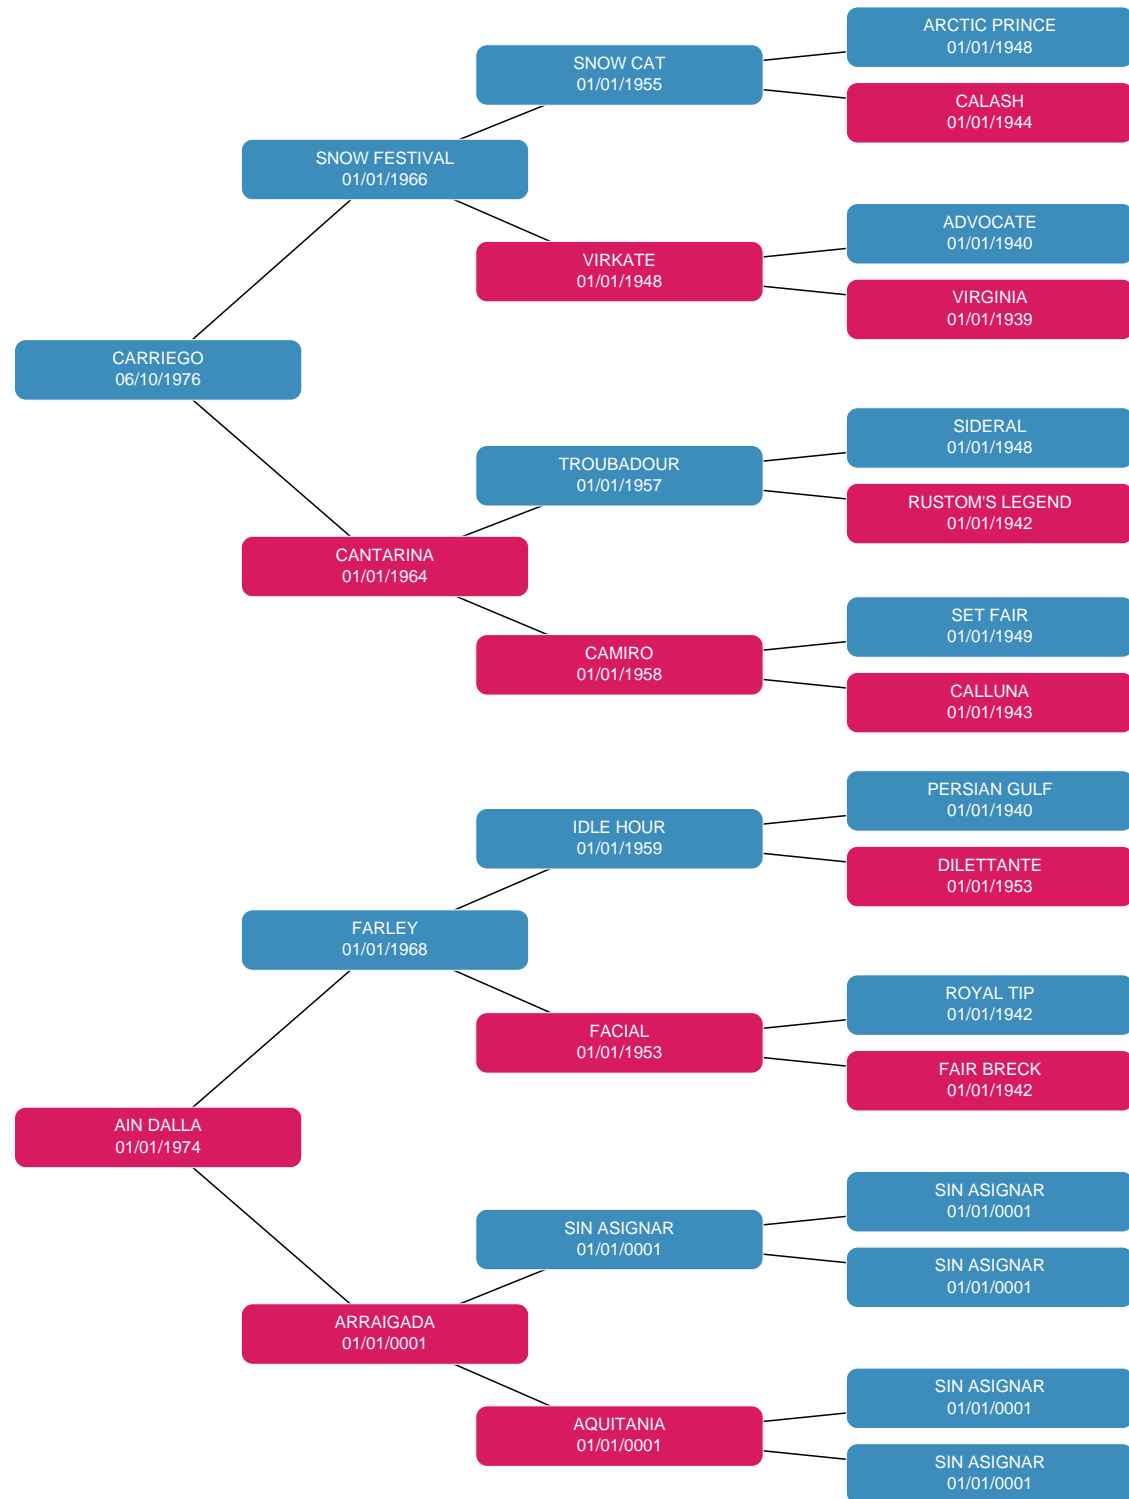 ARCTIC PRINCE
01/01/1948
SNOW CAT
01/01/1955
CALASH
01/01/1944
SNOW FESTIVAL
01/01/1966
ADVOCATE
01/01/1940
VIRKATE
01/01/1948
VIRGINIA
01/01/1939
CARRIEGO
06/10/1976
SIDERAL
01/01/1948
TROUBADOUR
01/01/1957
RUSTOM'S LEGEND
01/01/1942
CANTARINA
01/01/1964
SET FAIR
01/01/1949
CAMIRO
01/01/1958
CALLUNA
01/01/1943
PERSIAN GULF
01/01/1940
IDLE HOUR
01/01/1959
DILETTANTE
01/01/1953
FARLEY
01/01/1968
ROYAL TIP
01/01/1942
FACIAL
01/01/1953
FAIR BRECK
01/01/1942
AIN DALLA
01/01/1974
SIN ASIGNAR
01/01/0001
SIN ASIGNAR
01/01/0001
SIN ASIGNAR
01/01/0001
ARRAIGADA
01/01/0001
SIN ASIGNAR
01/01/0001
AQUITANIA
01/01/0001
SIN ASIGNAR
01/01/0001